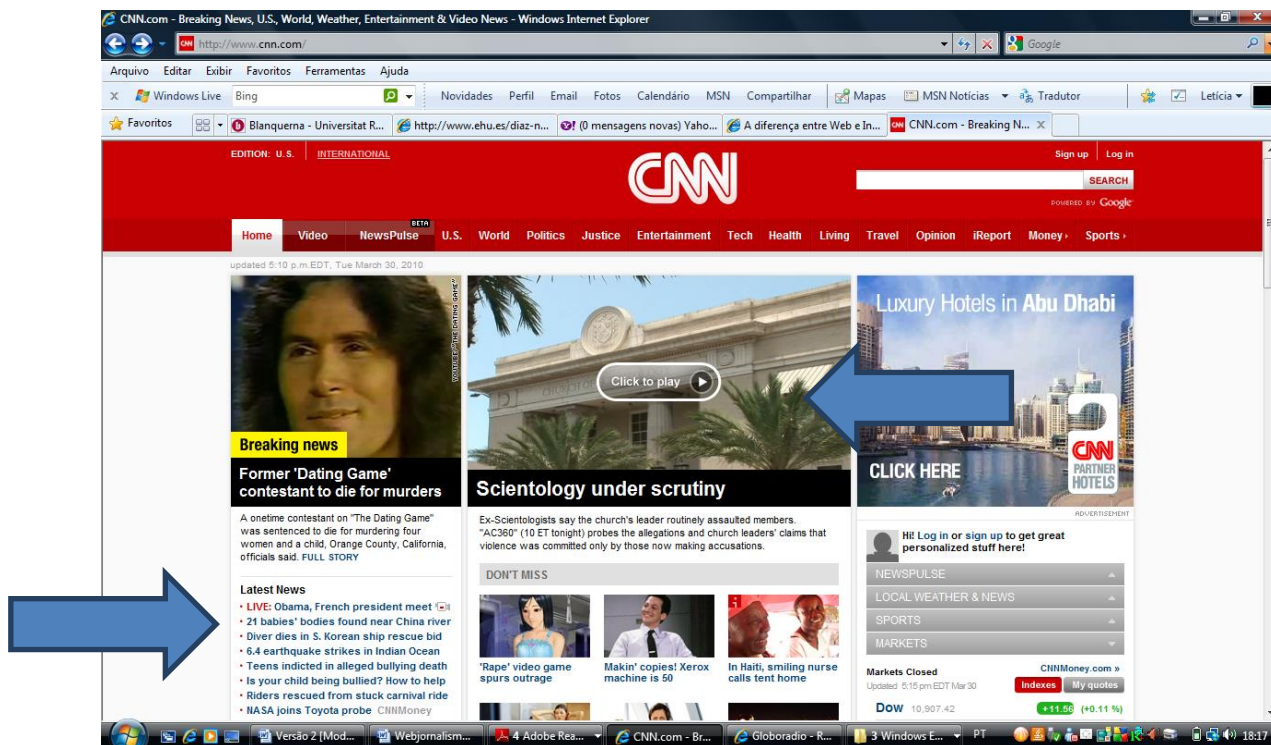 CNN.com - Breaking News, U.S., World, Weather, Entertainment & Video News - Windows Internet Explorer
http://www.cnn.com/
Google
Arquivo Editar Exibir Favoritos Ferramentas Ajuda
Windows Live Bing Novidades Perfil Email Fotos Calendário MSN Compartilhar Mapas MSN Notícias Tradutor Letícia
Favoritos Blanquerna - Universitat R... http://www.ehu.es/diaz-n... (0 mensagens novas) Yaho... A diferença entre Web e In... CNN.com - Breaking N...
EDITION: U.S. INTERNATIONAL
CNN
Sign up Log in
SEARCH
POWERED BY Google
BETA
Home Video NewsPulse U.S. World Politics Justice Entertainment Tech Health Living Travel Opinion iReport Money Sports
updated 5:10 p.m. EDT, Tue March 30, 2010
YOUTUBE/"THE DATING GAME"
Breaking news
Former 'Dating Game'
contestant to die for murders
A onetime contestant on "The Dating Game"
was sentenced to die for murdering four
women and a child, Orange County, California,
officials said. FULL STORY
Latest News
LIVE: Obama, French president meet
21 babies' bodies found near China river
Diver dies in S. Korean ship rescue bid
6.4 earthquake strikes in Indian Ocean
Teens indicted in alleged bullying death
Is your child being bullied? How to help
Riders rescued from stuck carnival ride
NASA joins Toyota probe CNNMoney
Click to play
Scientology under scrutiny
Ex-Scientologists say the church's leader routinely assaulted members.
"AC360" (10 ET tonight) probes the allegations and church leaders' claims that
violence was committed only by those now making accusations.
DON'T MISS
'Rape' video game
spurs outrage
Makin' copies! Xerox
machine is 50
In Haiti, smiling nurse
calls tent home
Luxury Hotels in Abu Dhabi
CLICK HERE
CNN
PARTNER
HOTELS
ADVERTISEMENT
Hi! Log in or sign up to get great
personalized stuff here!
NEWSPULSE
LOCAL WEATHER & NEWS
SPORTS
MARKETS
Markets Closed CNNMoney.com »
Updated 5:15 pm EDT Mar 30 Indexes My quotes
Dow 10,907.42 +11.56 (+0.11 %)
Versão 2 [Mod... Webjornalism... 4 Adobe Rea... CNN.com - Br... Globoradio - R... 3 Windows E... PT 18:17